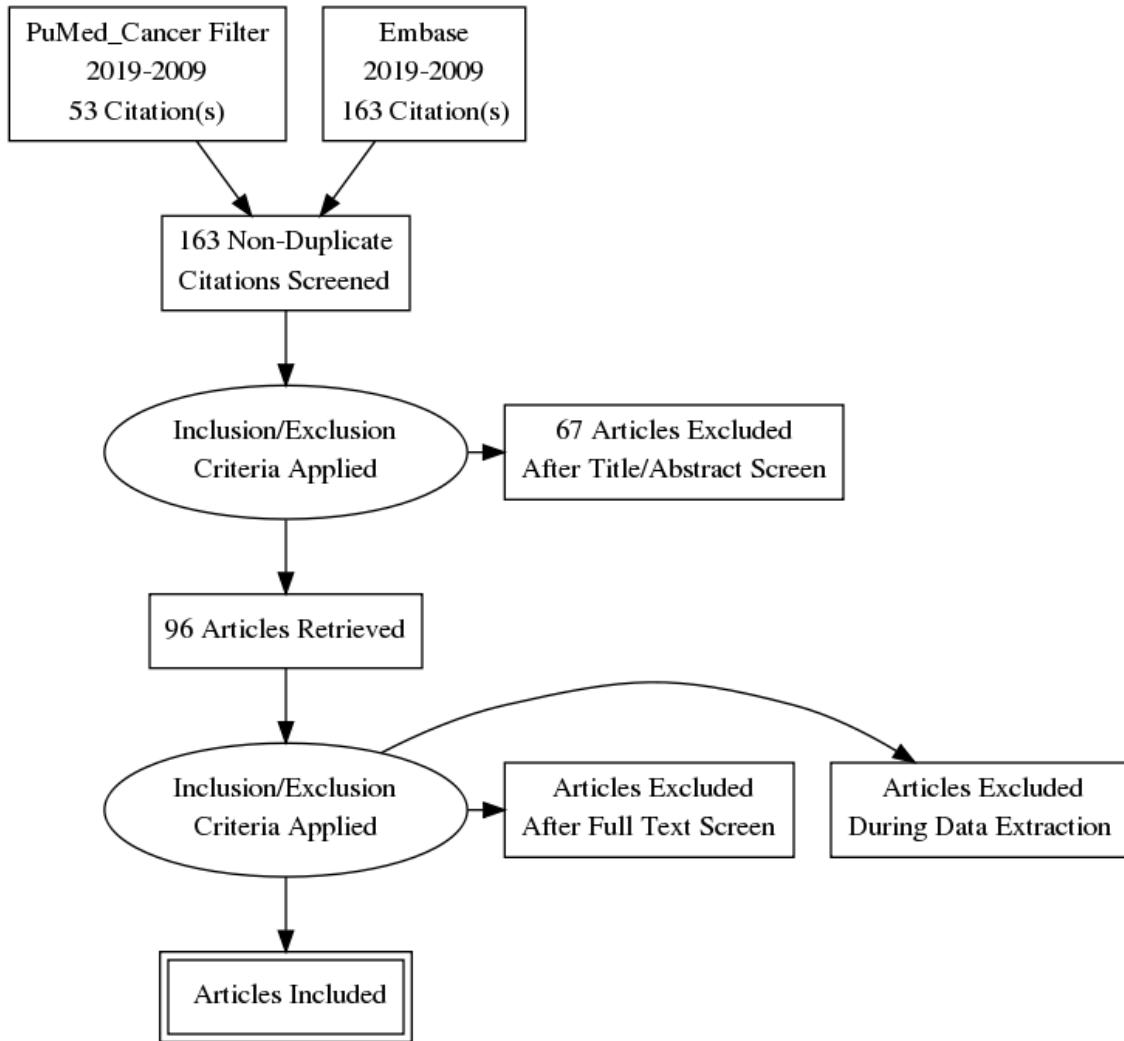 PuMed_Cancer Filter
2019-2009
53 Citation(s)
Embase
2019-2009
163 Citation(s)
163 Non-Duplicate
Citations Screened
Inclusion/Exclusion
Criteria Applied
67 Articles Excluded
After Title/Abstract Screen
96 Articles Retrieved
Inclusion/Exclusion
Criteria Applied
Articles Excluded
After Full Text Screen
Articles Excluded
During Data Extraction
Articles Included